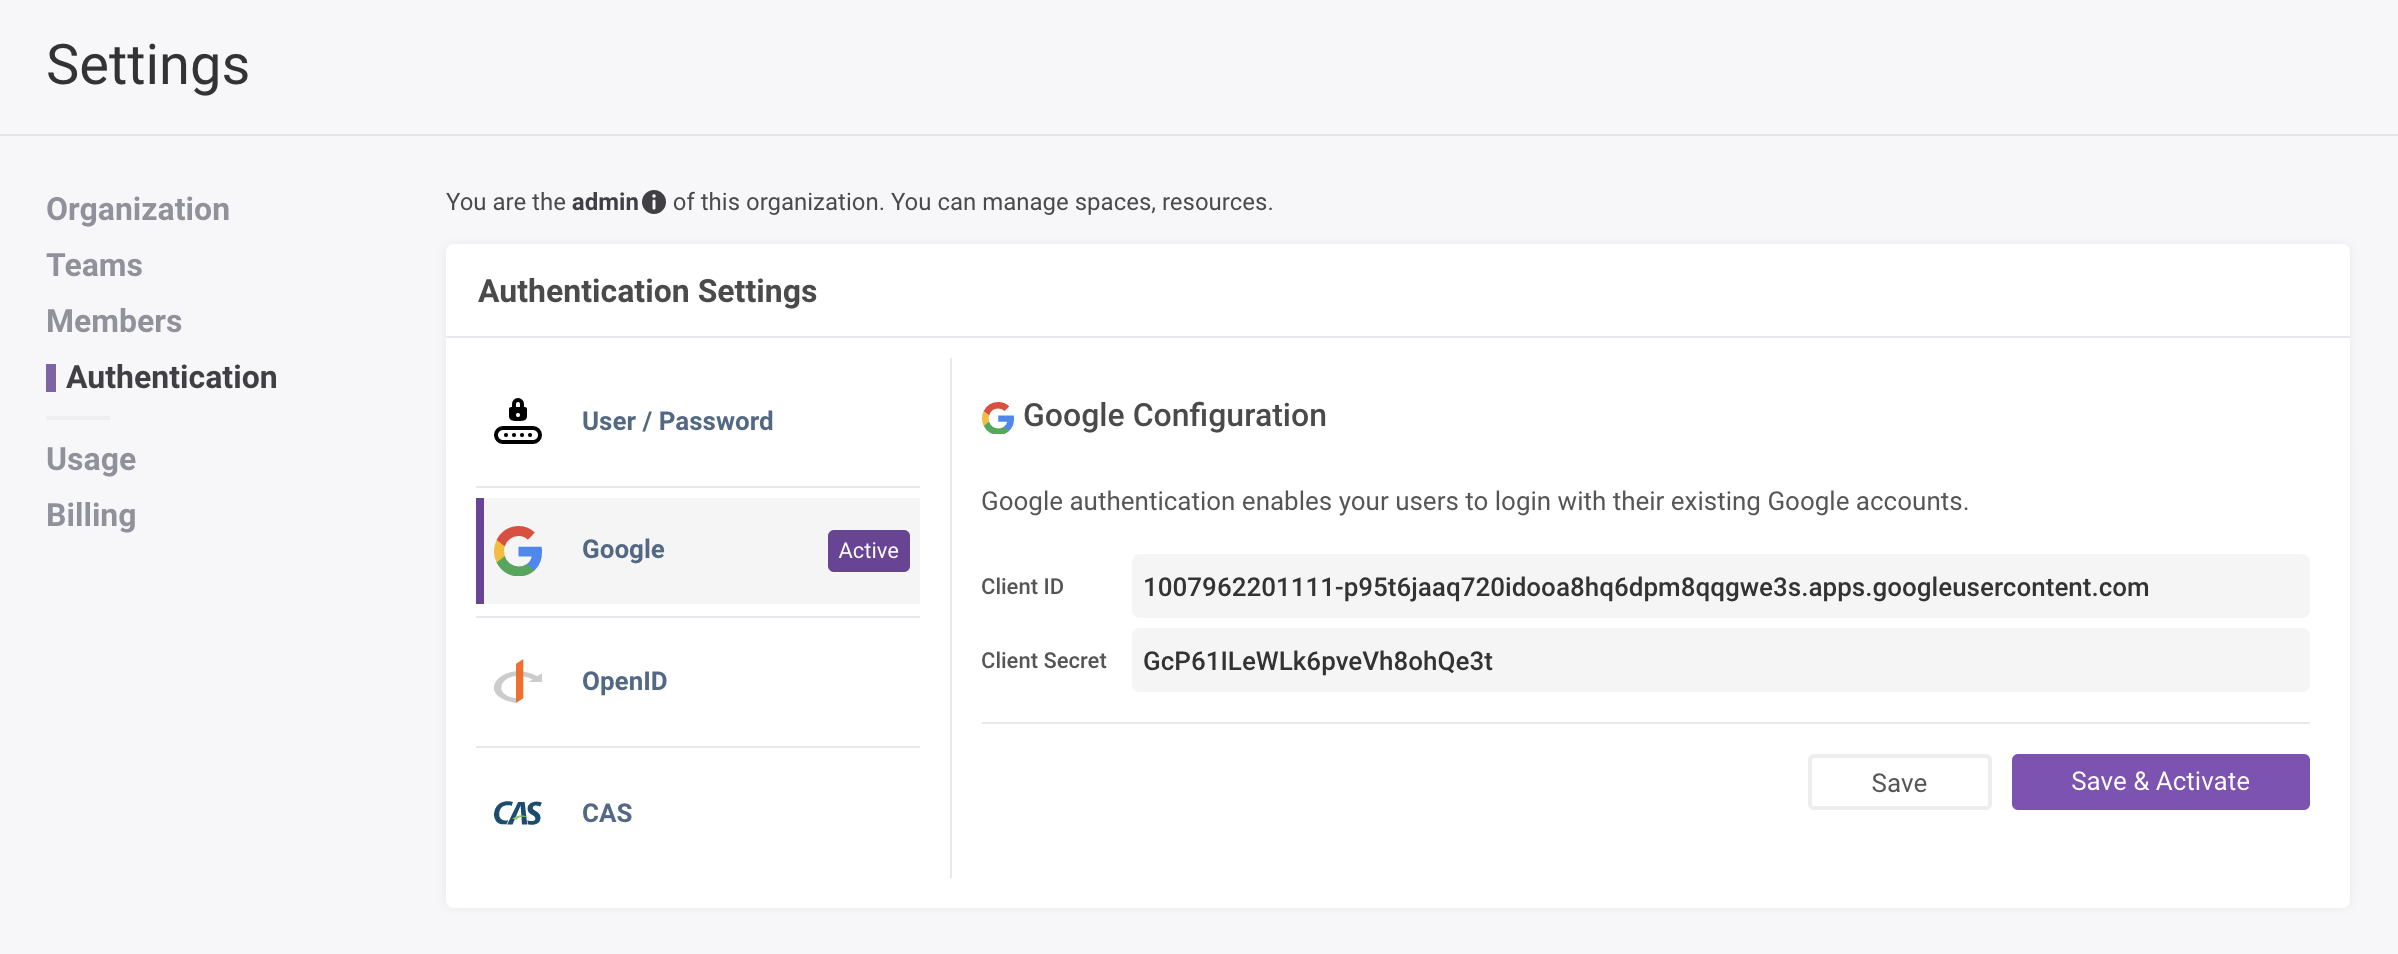 Settings
Organization
Teams
Members
Authentication
Usage
Billing
You are the admin of this organization. You can manage spaces, resources.
Authentication Settings
User / Password
Google
Active
OpenID
CAS
CAS
Google Configuration
Google authentication enables your users to login with their existing Google accounts.
Client ID
1007962201111-p95t6jaaq720idooa8hq6dpm8qqgwe3s.apps.googleusercontent.com
Client Secret
GcP61ILeWLk6pveVh8ohQe3t
Save
Save & Activate